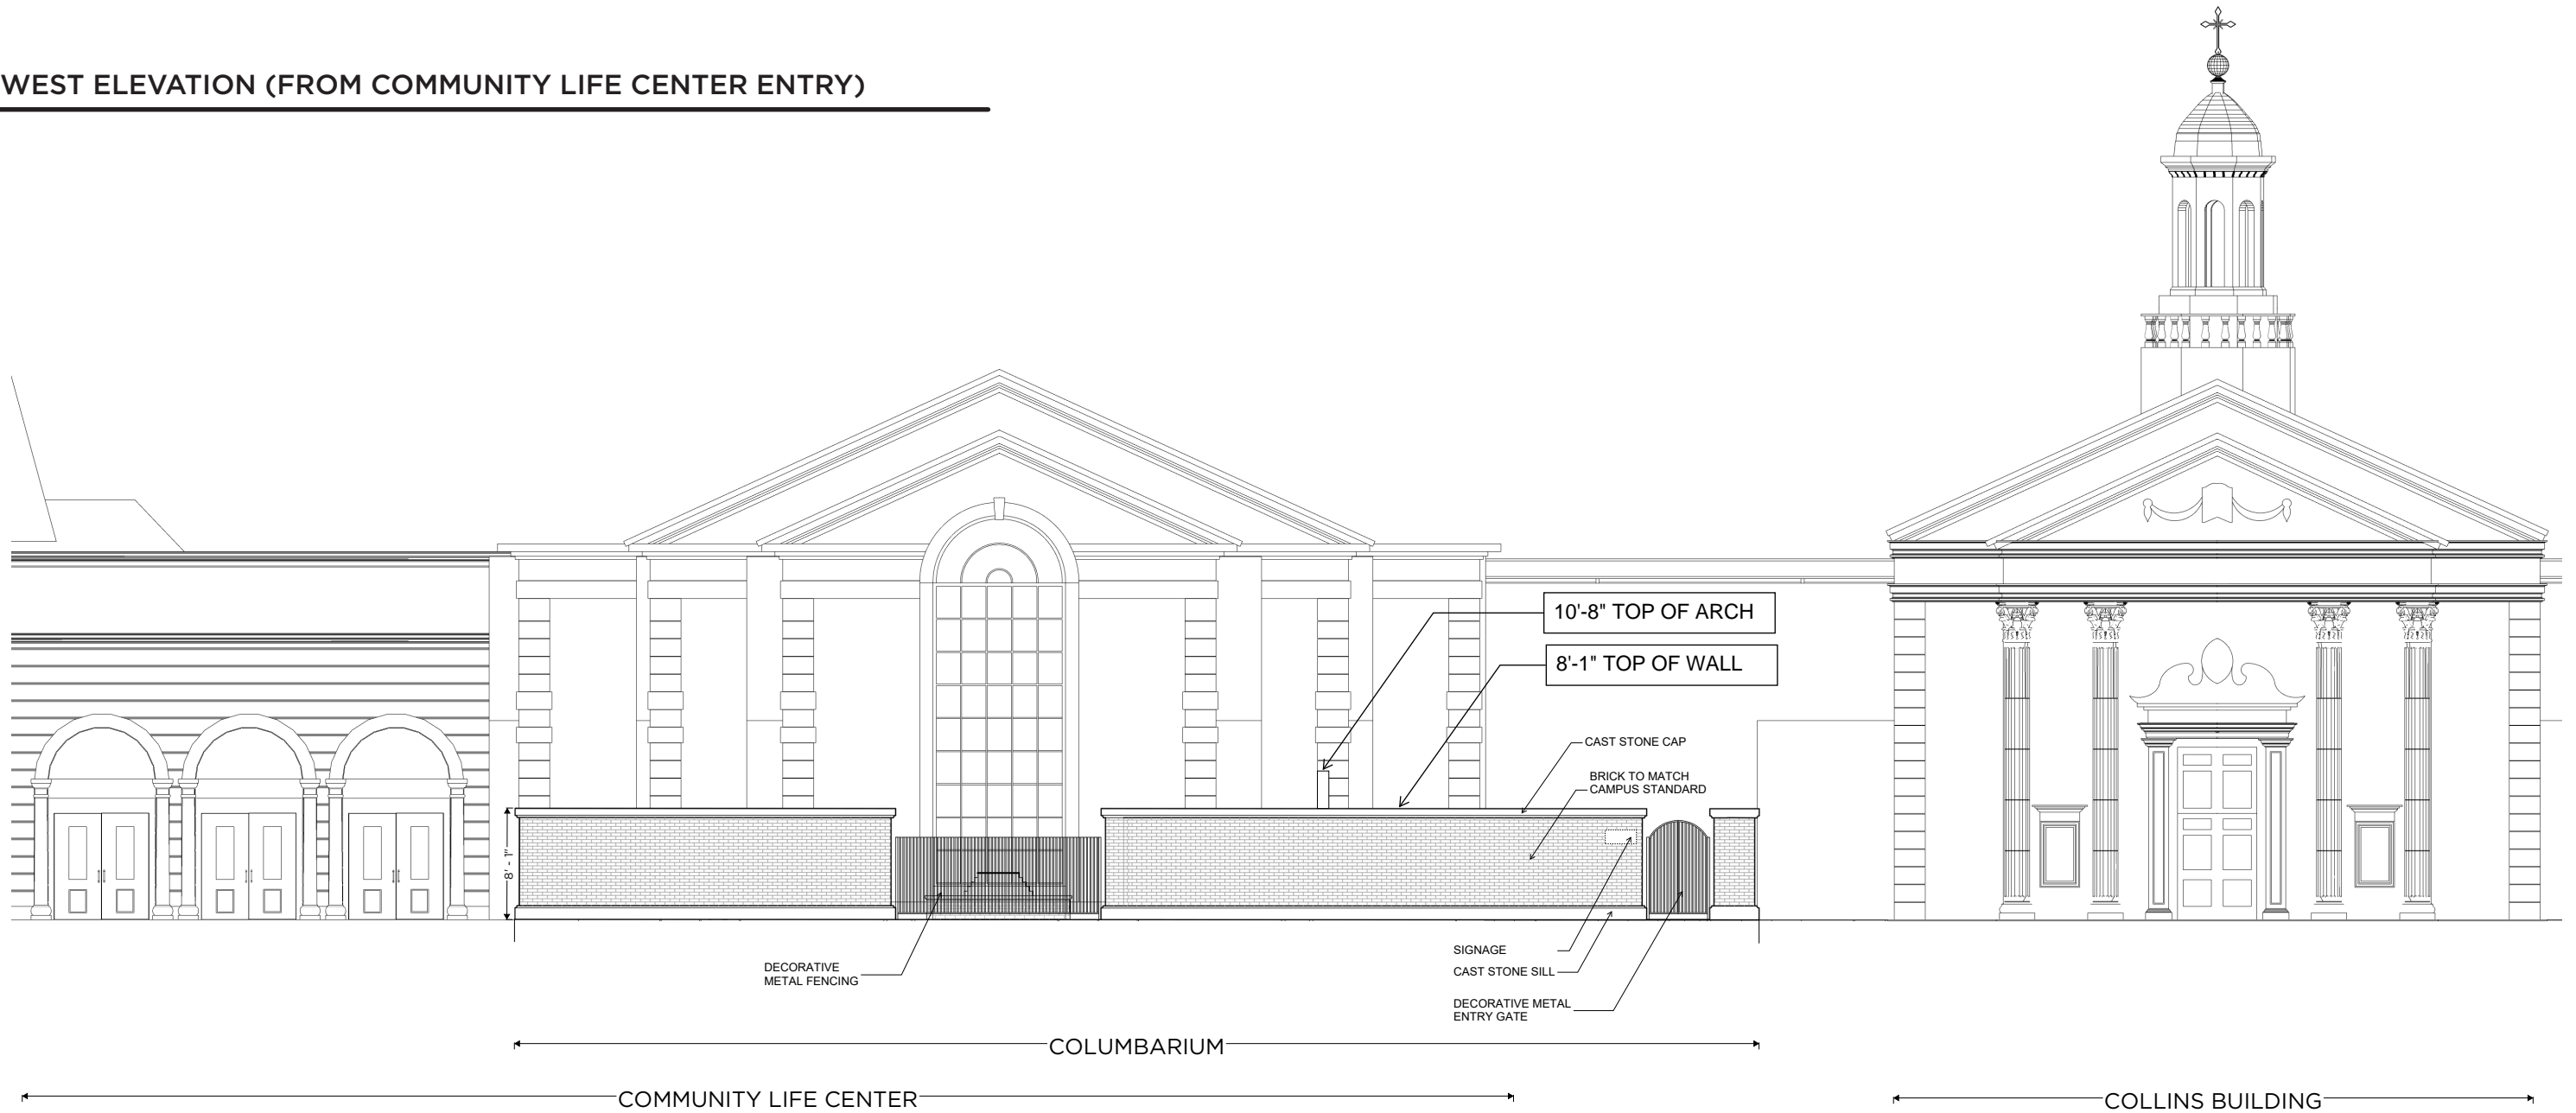 WEST ELEVATION (FROM COMMUNITY LIFE CENTER ENTRY)
10'-8" TOP OF ARCH
8'-1" TOP OF WALL
CAST STONE CAP
BRICK TO MATCH
CAMPUS STANDARD
8' - 1"
SIGNAGE
CAST STONE SILL
DECORATIVE
METAL FENCING
DECORATIVE METAL
ENTRY GATE
COLUMBARIUM
COMMUNITY LIFE CENTER
COLLINS BUILDING